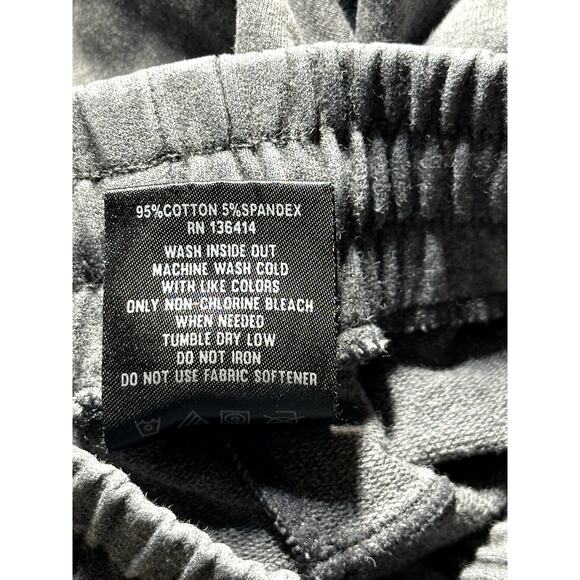 95%COTTON 5%SPANDEX
RN 136414
WASH INSIDE OUT
MACHINE WASH COLD
WITH LIKE COLORS
ONLY NON-CHLORINE BLEACH
WHEN NEEDED
TUMBLE DRY LOW
DO NOT IRON
DO NOT USE FABRIC SOFTENER